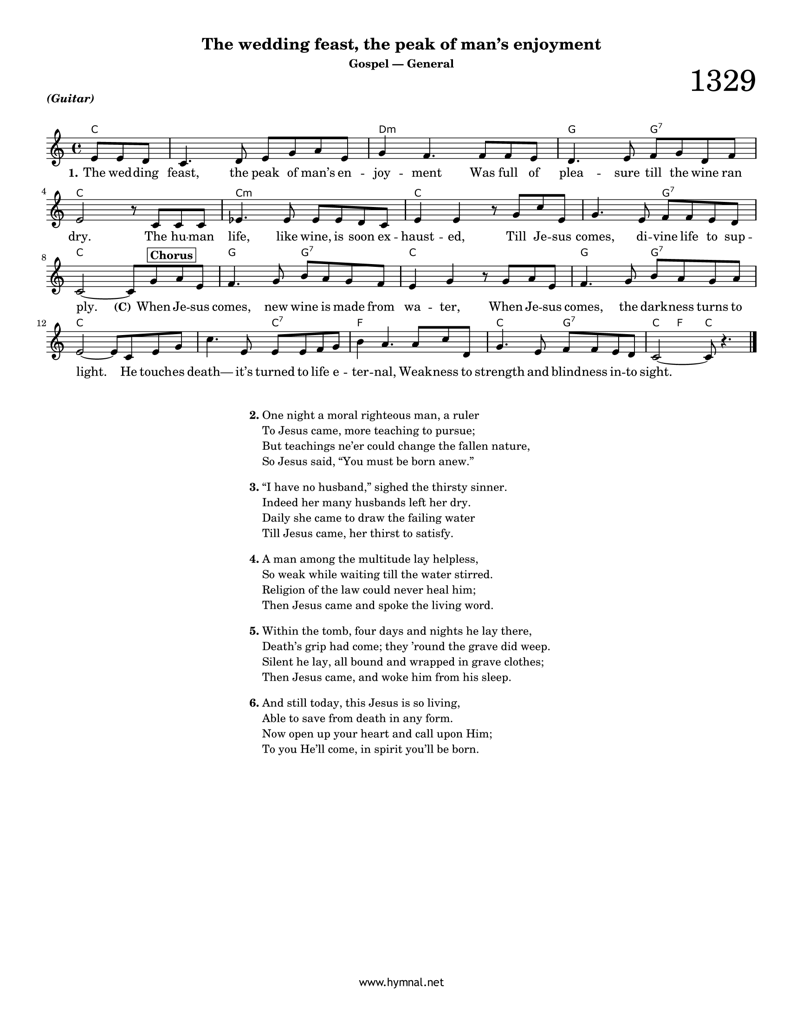 The wedding feast, the peak of man's enjoyment
Gospel — General
1329
(Guitar)
C Dm G G7
1. The wedding feast, the peak of man's en - joy - ment Was full of plea - sure till the wine ran
4 C Cm C G7
dry. The hu-man life, like wine, is soon ex - haust - ed, Till Je-sus comes, di-vine life to sup -
8 C Chorus G G7 C G G7
ply. (C) When Je-sus comes, new wine is made from wa - ter, When Je-sus comes, the darkness turns to
12 C C7 F C G7 C F C
light. He touches death— it's turned to life e - ter-nal, Weakness to strength and blindness in-to sight.
2. One night a moral righteous man, a ruler
To Jesus came, more teaching to pursue;
But teachings ne'er could change the fallen nature,
So Jesus said, “You must be born anew.”
3. “I have no husband,” sighed the thirsty sinner.
Indeed her many husbands left her dry.
Daily she came to draw the failing water
Till Jesus came, her thirst to satisfy.
4. A man among the multitude lay helpless,
So weak while waiting till the water stirred.
Religion of the law could never heal him;
Then Jesus came and spoke the living word.
5. Within the tomb, four days and nights he lay there,
Death's grip had come; they ’round the grave did weep.
Silent he lay, all bound and wrapped in grave clothes;
Then Jesus came, and woke him from his sleep.
6. And still today, this Jesus is so living,
Able to save from death in any form.
Now open up your heart and call upon Him;
To you He'll come, in spirit you'll be born.
www.hymnal.net